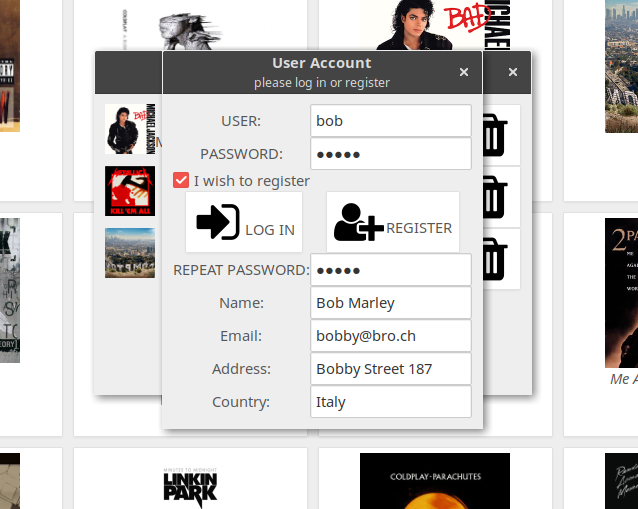 COLDPLAY
BAD
MICHAEL
User Account
please log in or register
USER:
bob
PASSWORD:
●●●●●
I wish to register
LOG IN
REGISTER
REPEAT PASSWORD:
●●●●●
Name:
Bob Marley
Email:
bobby@bro.ch
Address:
Bobby Street 187
Country:
Italy
METALLICA
KILL 'EM ALL
2PA
Me A
MINUTES TO MIDNIGHT
LINKIN
PARK
COLDPLAY · PARACHUTES